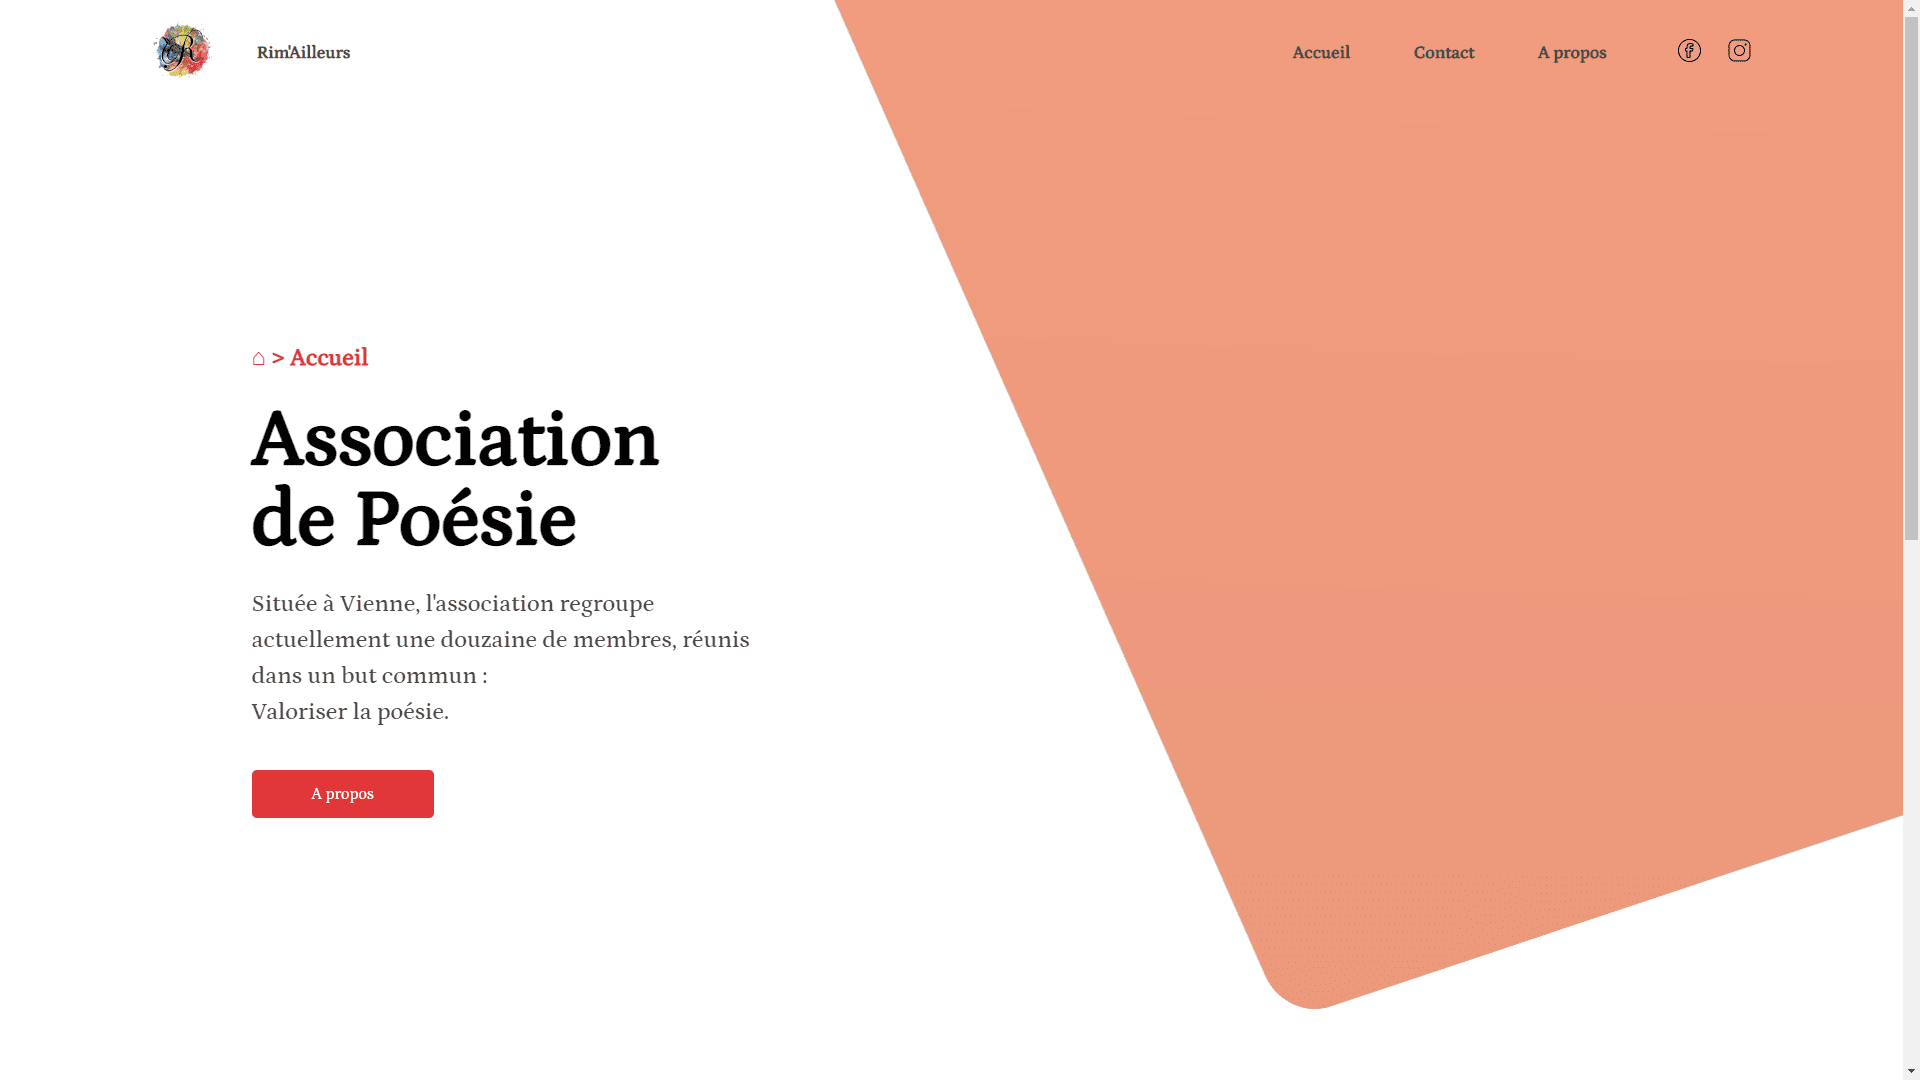 R
Rim'Ailleurs
Accueil
Contact
A propos
⌂ > Accueil
Association
de Poésie
Située à Vienne, l'association regroupe
actuellement une douzaine de membres, réunis
dans un but commun :
Valoriser la poésie.
A propos